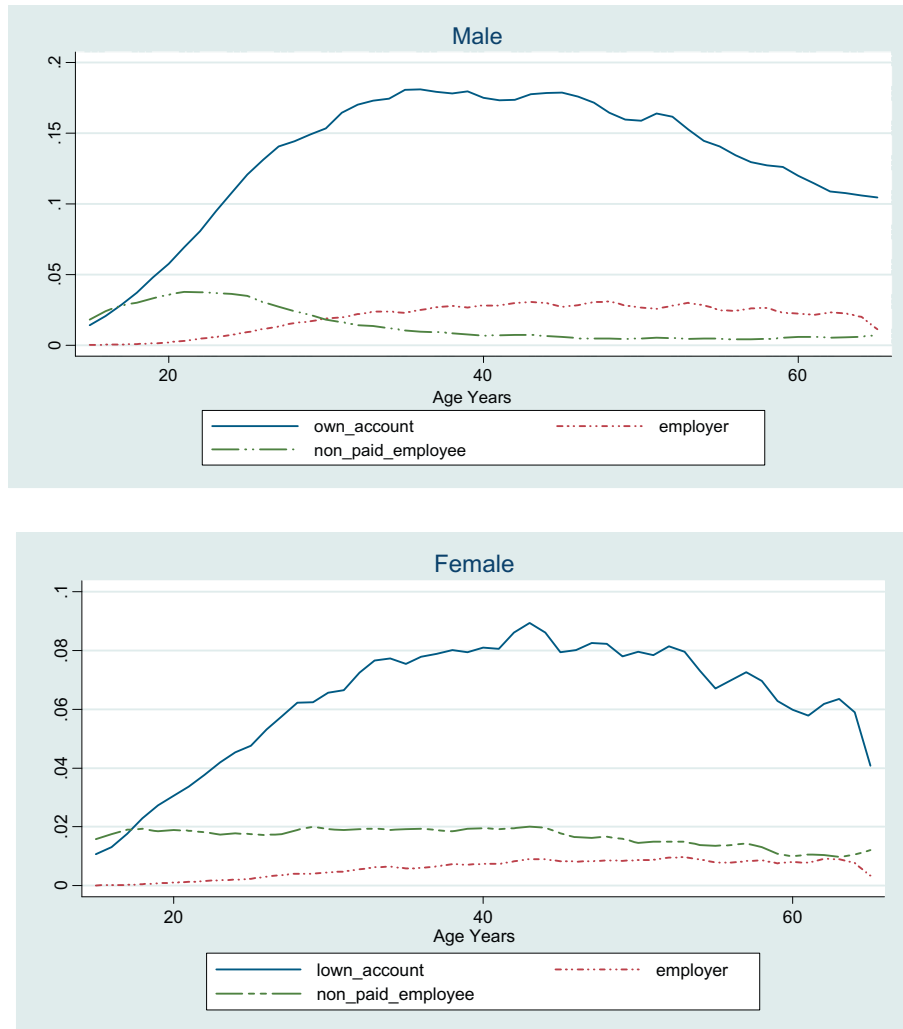 Male
.2
.15
.1
.05
0
20 40 60
Age Years
own_account employer
non_paid_employee
Female
.1
.08
.06
.04
.02
0
20 40 60
Age Years
lown_account employer
non_paid_employee